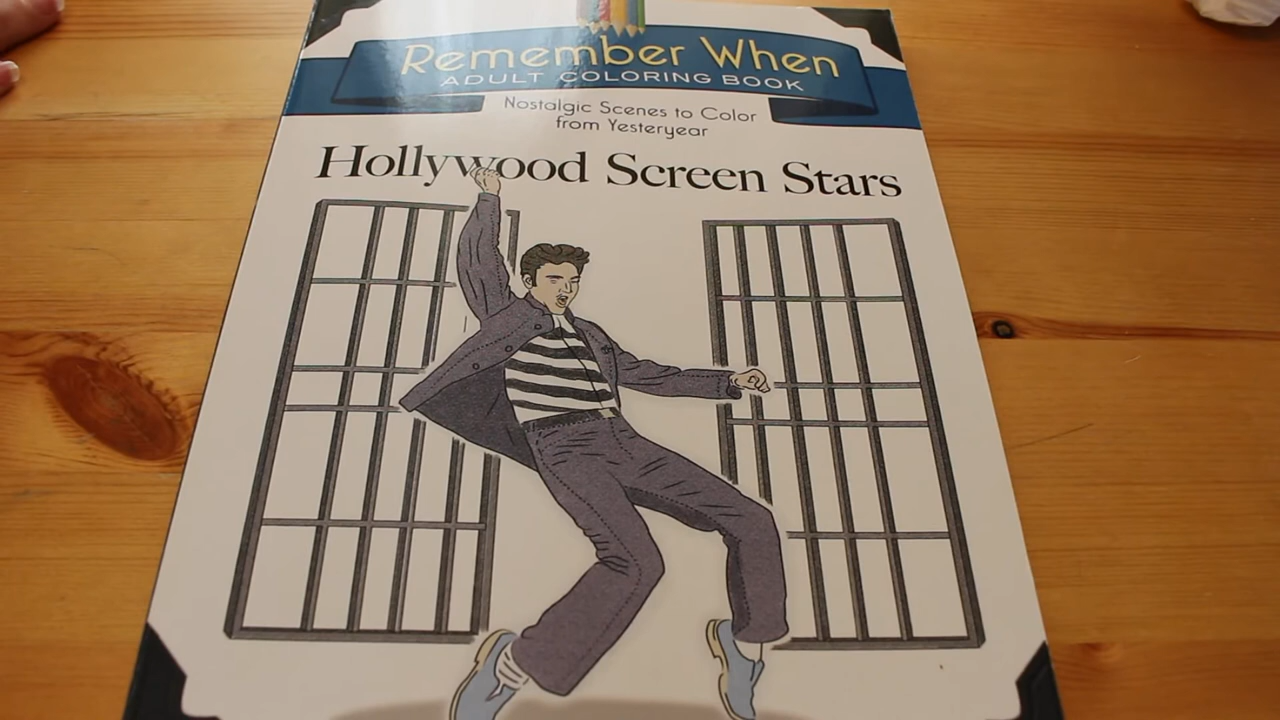 Remember When
ADULT COLORING BOOK
Nostalgic Scenes to Color
from Yesteryear
Hollywood Screen Stars